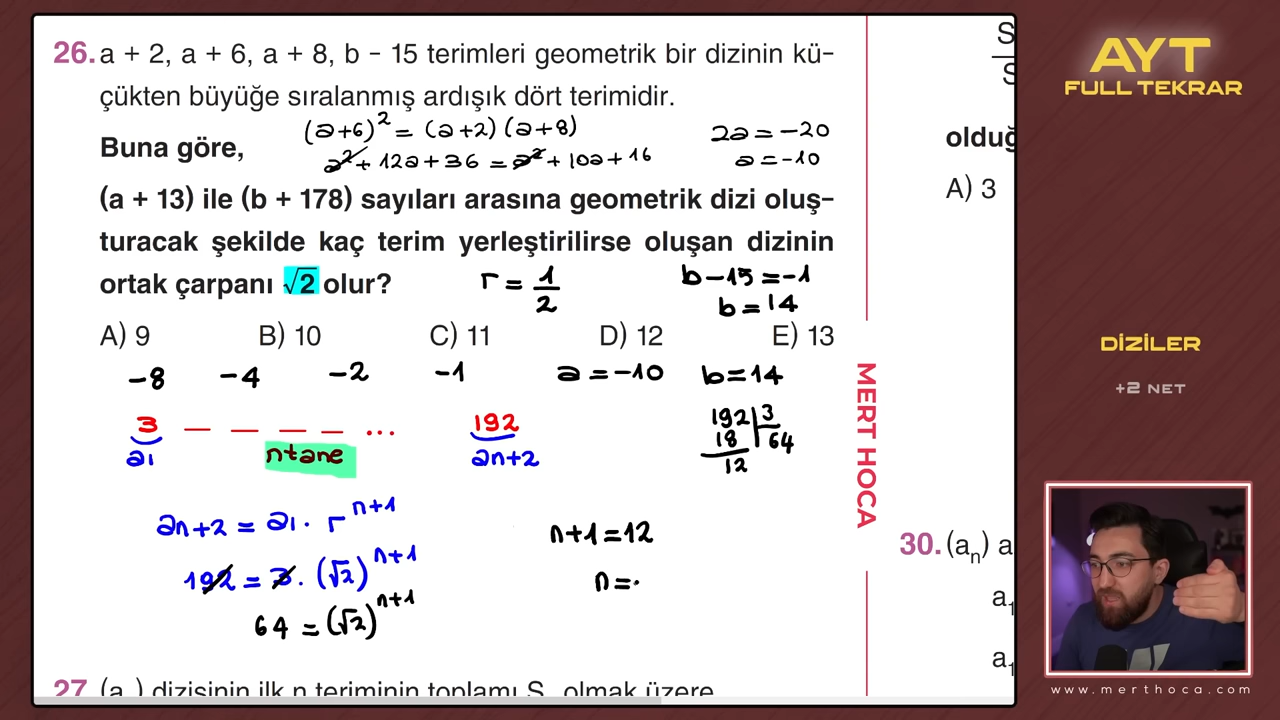 26. a + 2, a + 6, a + 8, b − 15 terimleri geometrik bir dizinin kü-
çükten büyüğe sıralanmış ardışık dört terimidir.
(a+6)² = (a+2) (a+8)
2a = -20
Buna göre,
a² + 12a + 36 = a² + 10a + 16
a = -10
(a + 13) ile (b + 178) sayıları arasına geometrik dizi oluş-
turacak şekilde kaç terim yerleştirilirse oluşan dizinin
ortak çarpanı √2 olur?
r = 1/2
b-15 = -1
b = 14
A) 9 B) 10 C) 11 D) 12 E) 13
-8 -4 -2 -1 a = -10 b = 14
3 _ _ _ _ ... 192
a1 n tane an+2
192 | 3
18 64
12
an+2 = a1 . r^n+1
192 = 3 . (√2)^n+1
64 = (√2)^n+1
n+1 = 12
n = .
27. (a ) dizisinin ilk n teriminin toplamı S olmak üzere
MERT HOCA
S
S
olduğ
A) 3
30. (aₙ) a
a₁
a₁
AYT
FULL TEKRAR
DİZİLER
+2 NET
www.merthoca.com